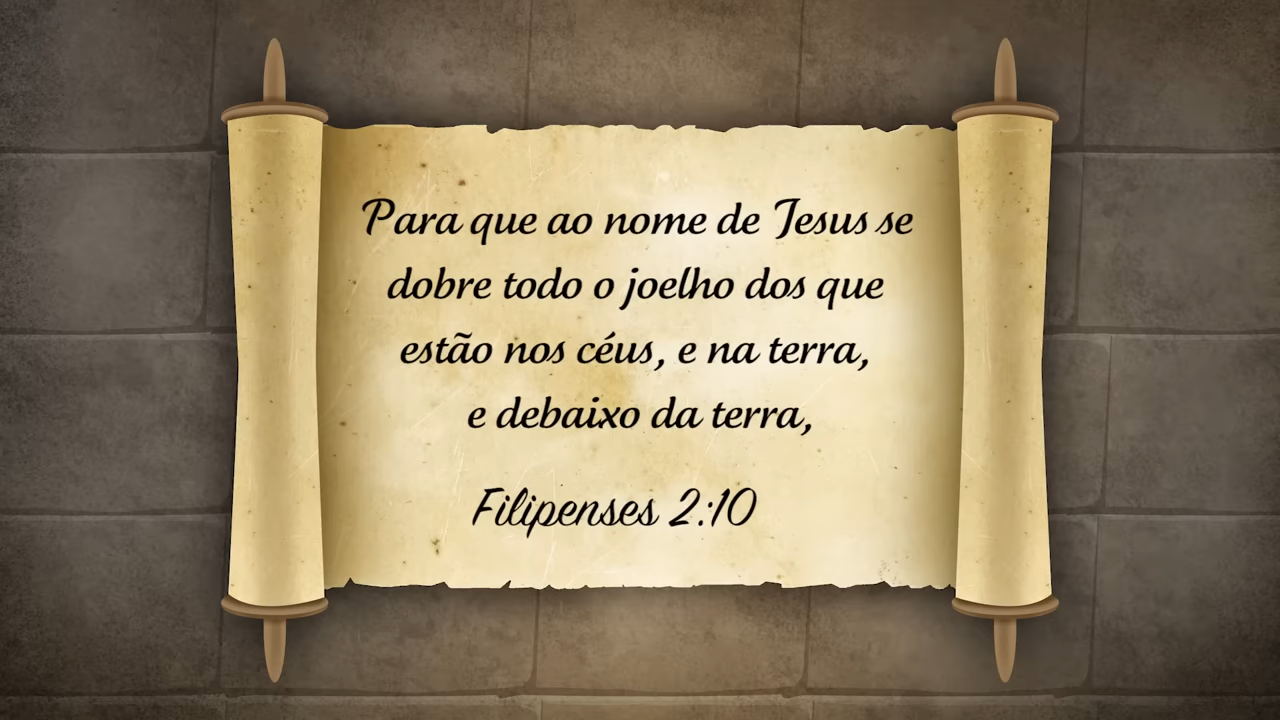 Para que ao nome de Jesus se
dobre todo o joelho dos que
estão nos céus, e na terra,
e debaixo da terra,
Filipenses 2:10